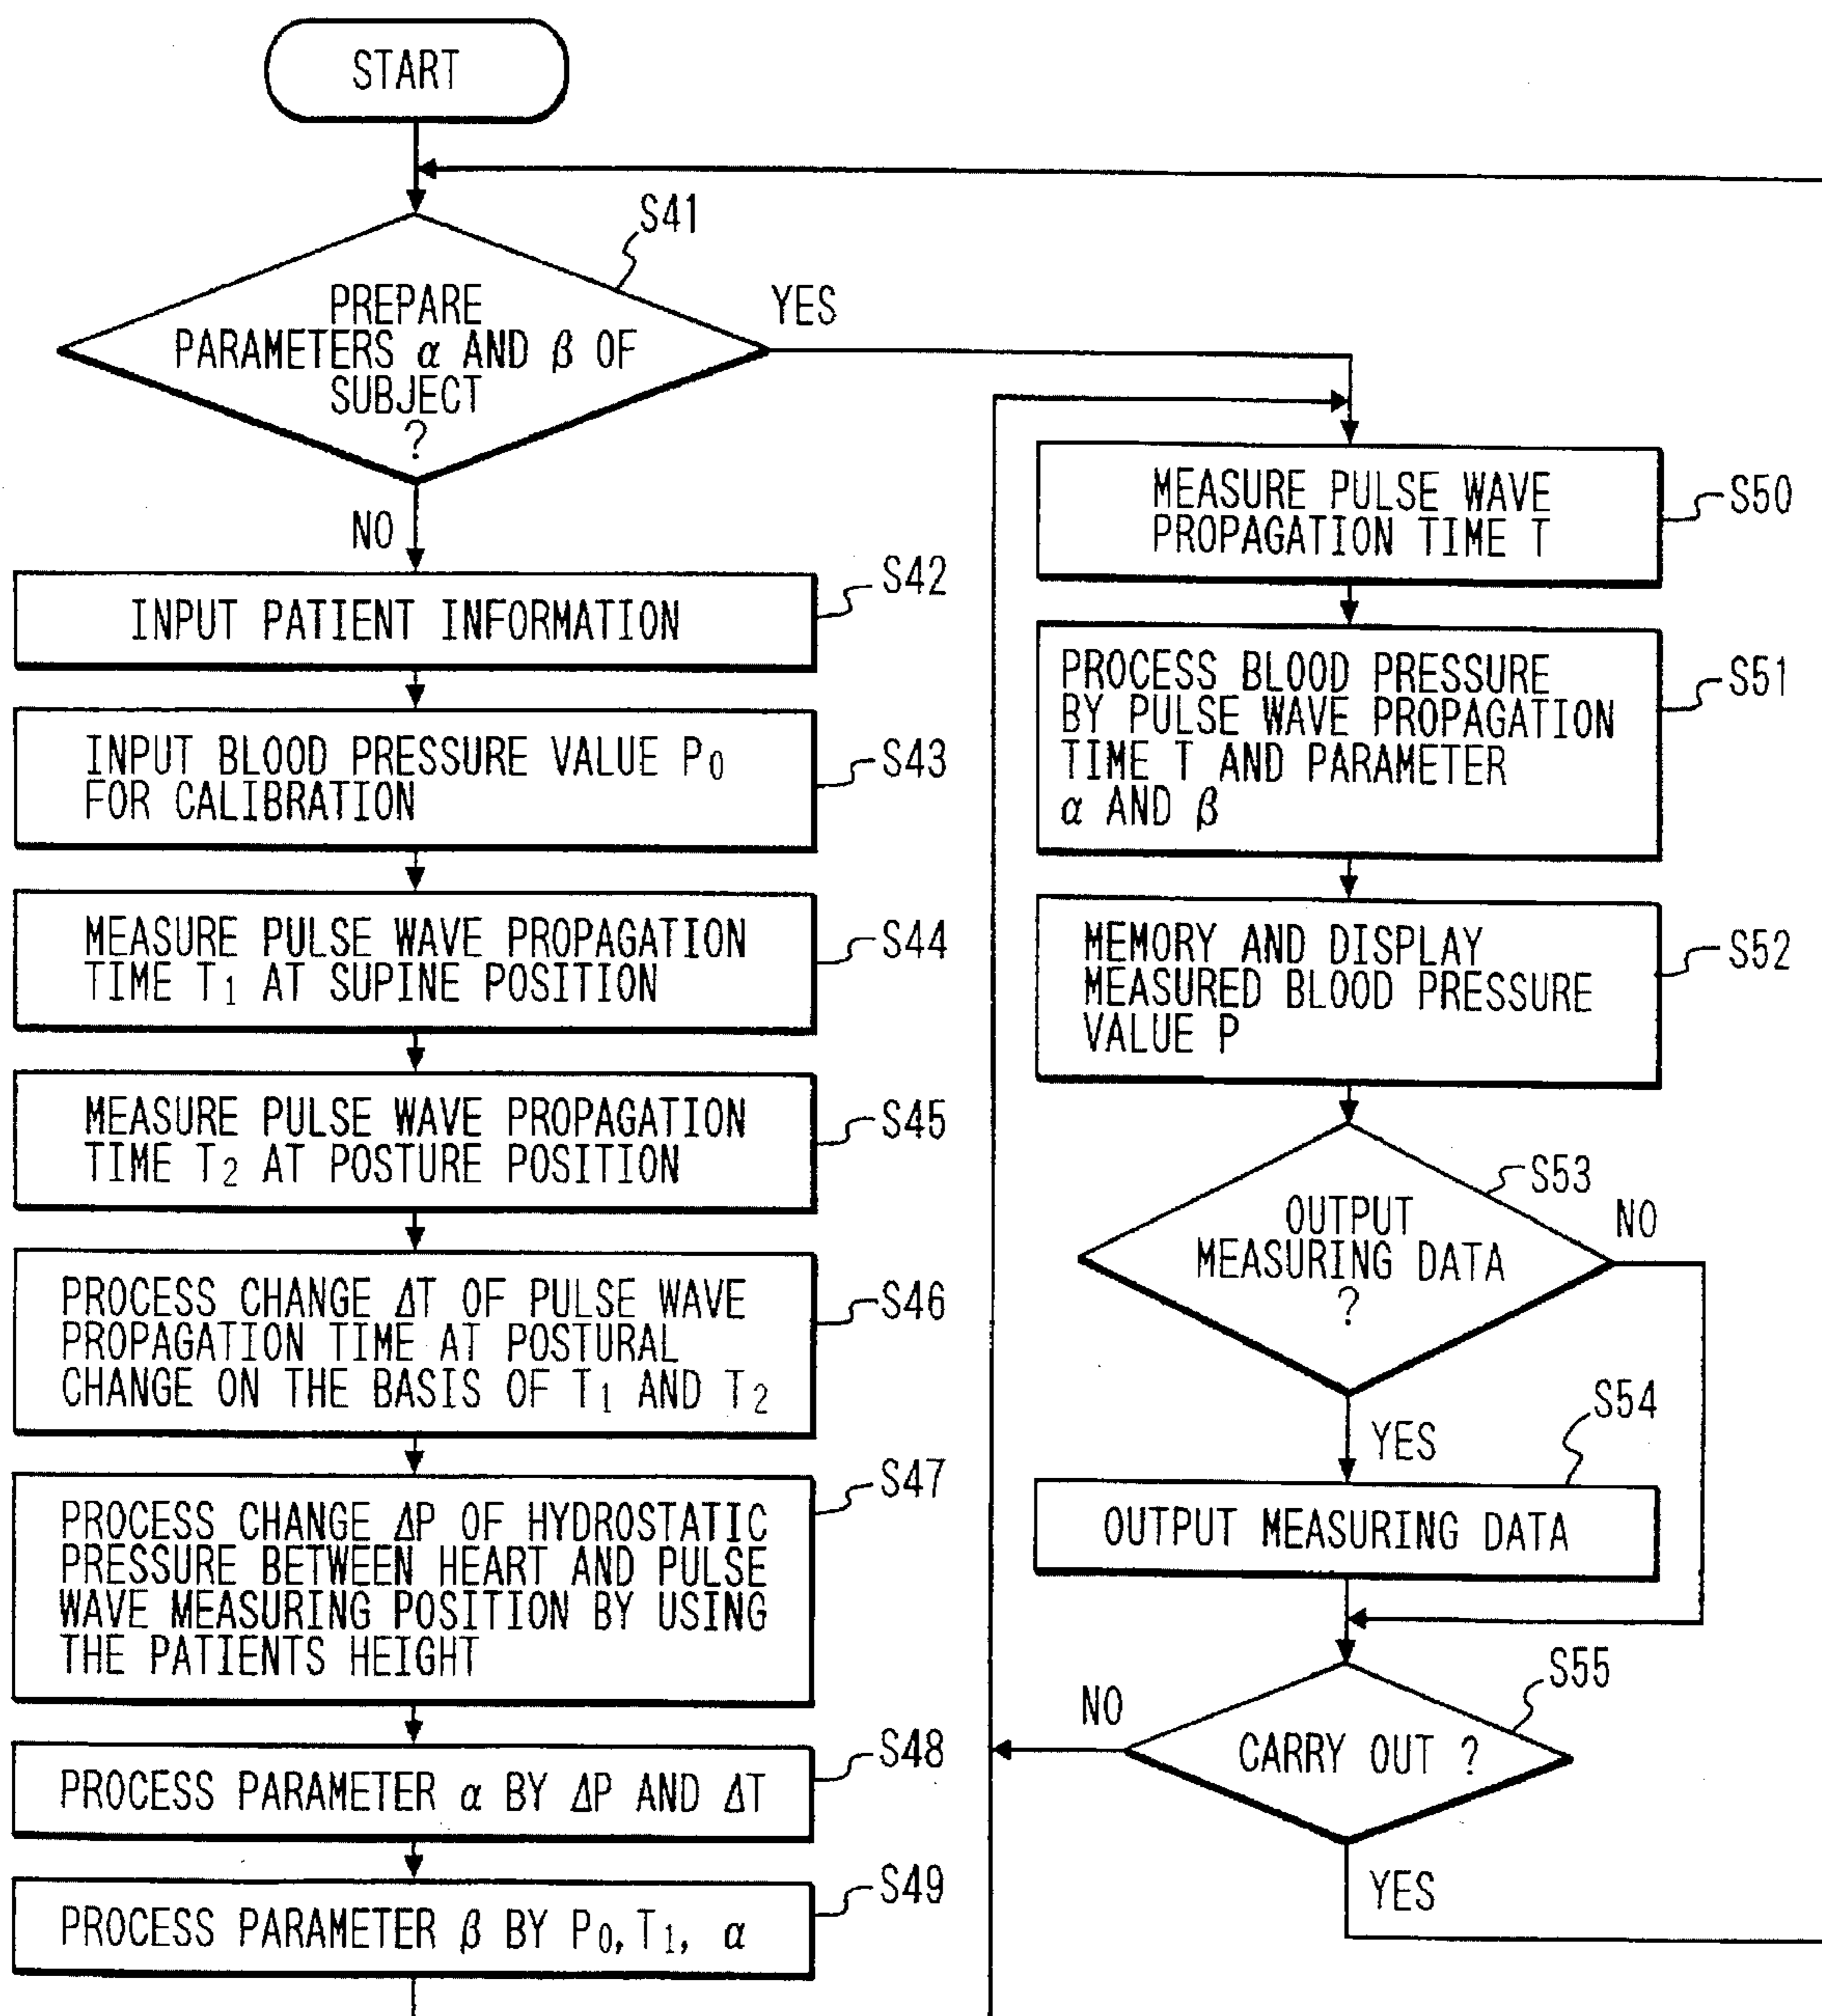 START
S41
PREPARE
PARAMETERS α AND β OF
SUBJECT
?
YES
NO
S42
INPUT PATIENT INFORMATION
S43
INPUT BLOOD PRESSURE VALUE P₀
FOR CALIBRATION
S44
MEASURE PULSE WAVE PROPAGATION
TIME T₁ AT SUPINE POSITION
S45
MEASURE PULSE WAVE PROPAGATION
TIME T₂ AT POSTURE POSITION
S46
PROCESS CHANGE ΔT OF PULSE WAVE
PROPAGATION TIME AT POSTURAL
CHANGE ON THE BASIS OF T₁ AND T₂
S47
PROCESS CHANGE ΔP OF HYDROSTATIC
PRESSURE BETWEEN HEART AND PULSE
WAVE MEASURING POSITION BY USING
THE PATIENTS HEIGHT
S48
PROCESS PARAMETER α BY ΔP AND ΔT
S49
PROCESS PARAMETER β BY P₀, T₁, α
S50
MEASURE PULSE WAVE
PROPAGATION TIME T
S51
PROCESS BLOOD PRESSURE
BY PULSE WAVE PROPAGATION
TIME T AND PARAMETER
α AND β
S52
MEMORY AND DISPLAY
MEASURED BLOOD PRESSURE
VALUE P
S53
OUTPUT
MEASURING DATA
?
NO
YES
S54
OUTPUT MEASURING DATA
S55
CARRY OUT ?
NO
YES